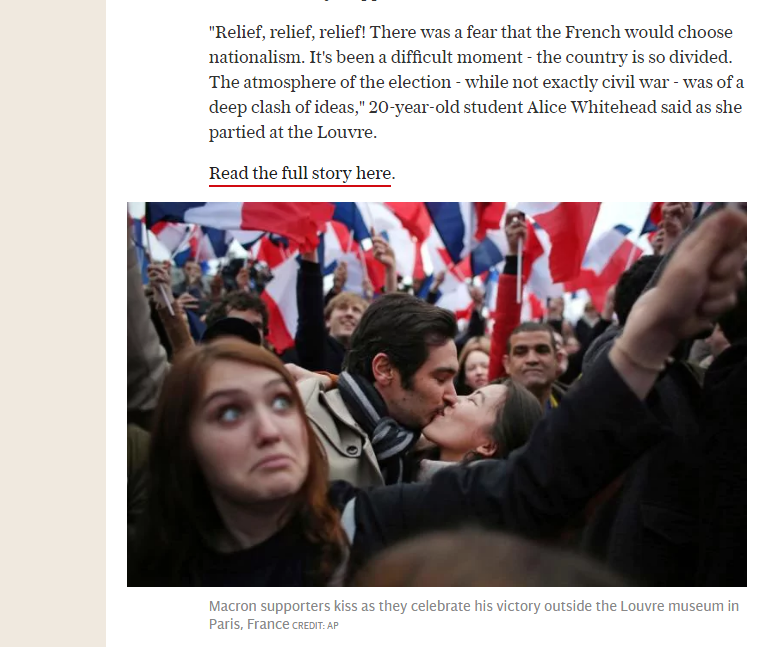 "Relief, relief, relief! There was a fear that the French would choose
nationalism. It's been a difficult moment - the country is so divided.
The atmosphere of the election - while not exactly civil war - was of a
deep clash of ideas," 20-year-old student Alice Whitehead said as she
partied at the Louvre.
Read the full story here.
Macron supporters kiss as they celebrate his victory outside the Louvre museum in
Paris, France CREDIT: AP